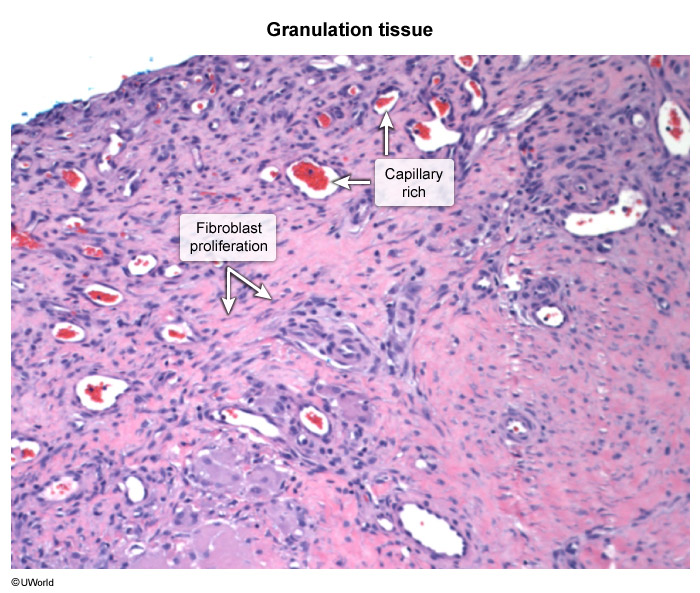 Granulation tissue
Capillary
rich
Fibroblast
proliferation
©UWorld